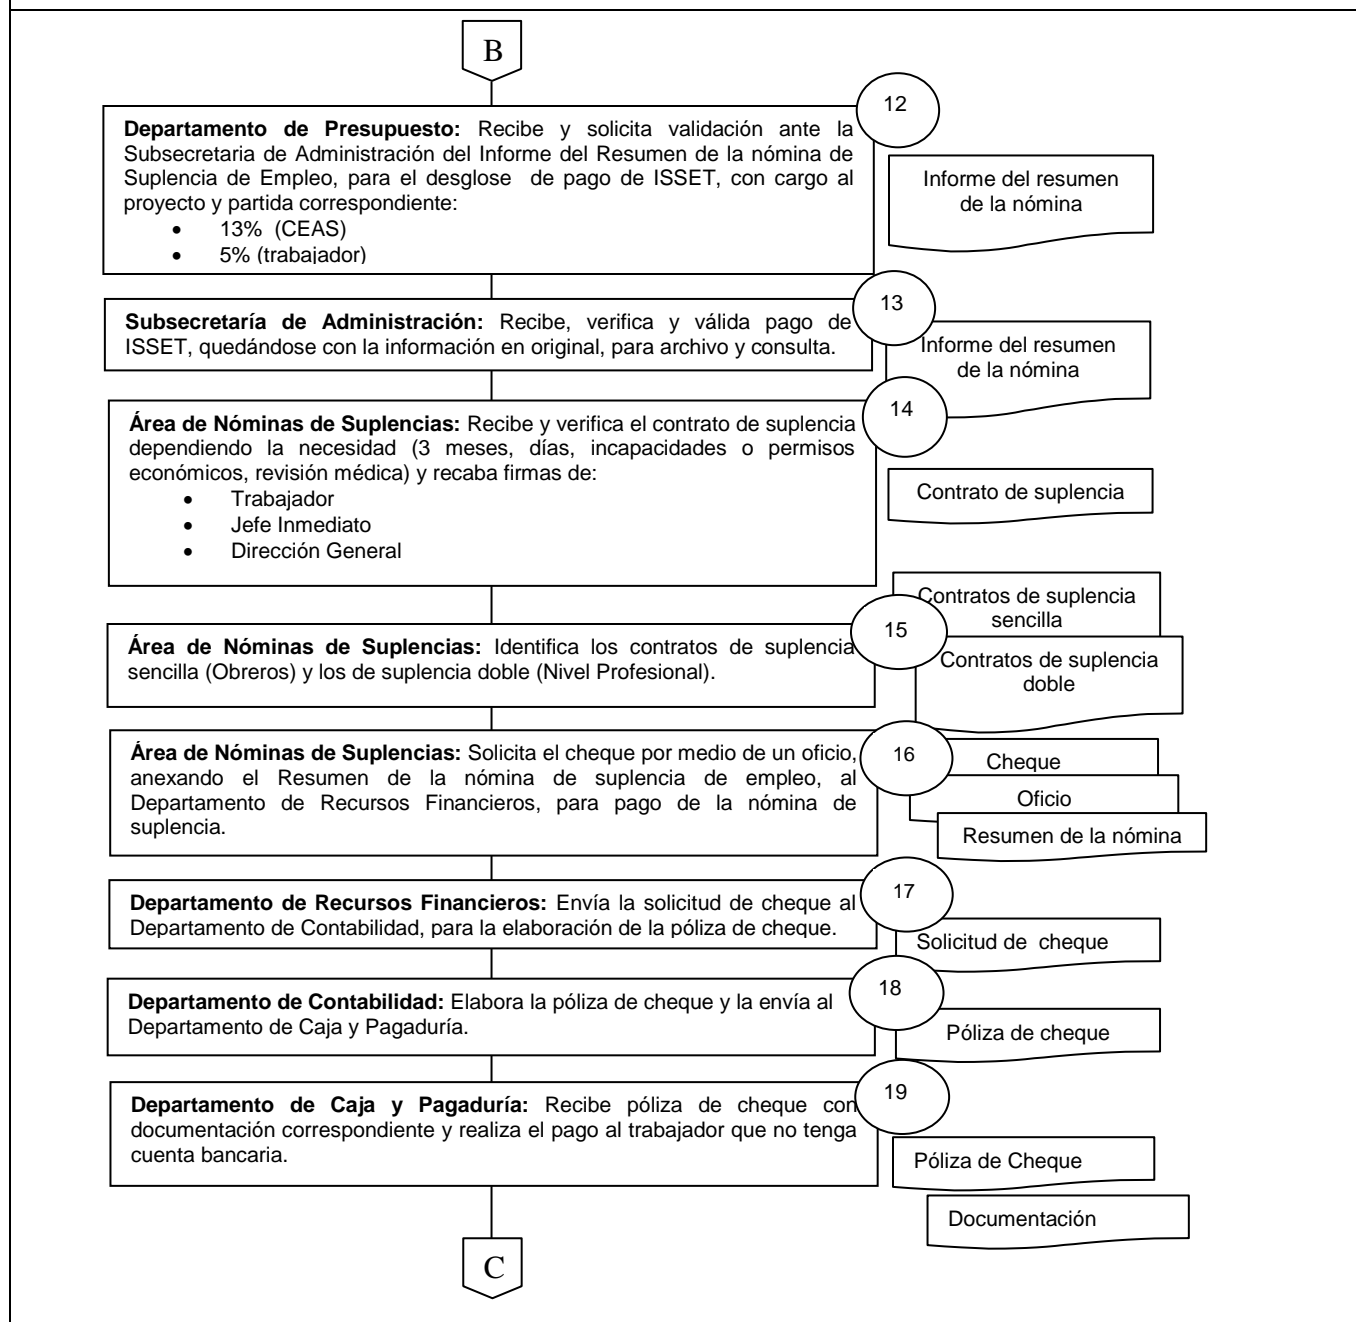 B
12
Departamento de Presupuesto: Recibe y solicita validación ante la
Subsecretaria de Administración del Informe del Resumen de la nómina de
Suplencia de Empleo, para el desglose de pago de ISSET, con cargo al
proyecto y partida correspondiente:
• 13% (CEAS)
• 5% (trabajador)
Informe del resumen
de la nómina
13
Subsecretaría de Administración: Recibe, verifica y válida pago de
ISSET, quedándose con la información en original, para archivo y consulta.
Informe del resumen
de la nómina
14
Área de Nóminas de Suplencias: Recibe y verifica el contrato de suplencia
dependiendo la necesidad (3 meses, días, incapacidades o permisos
económicos, revisión médica) y recaba firmas de:
• Trabajador
• Jefe Inmediato
• Dirección General
Contrato de suplencia
15
Área de Nóminas de Suplencias: Identifica los contratos de suplencia
sencilla (Obreros) y los de suplencia doble (Nivel Profesional).
Contratos de suplencia
sencilla
Contratos de suplencia
doble
16
Área de Nóminas de Suplencias: Solicita el cheque por medio de un oficio,
anexando el Resumen de la nómina de suplencia de empleo, al
Departamento de Recursos Financieros, para pago de la nómina de
suplencia.
Cheque
Oficio
Resumen de la nómina
17
Departamento de Recursos Financieros: Envía la solicitud de cheque al
Departamento de Contabilidad, para la elaboración de la póliza de cheque.
Solicitud de cheque
18
Departamento de Contabilidad: Elabora la póliza de cheque y la envía al
Departamento de Caja y Pagaduría.
Póliza de cheque
19
Departamento de Caja y Pagaduría: Recibe póliza de cheque con
documentación correspondiente y realiza el pago al trabajador que no tenga
cuenta bancaria.
Póliza de Cheque
Documentación
C